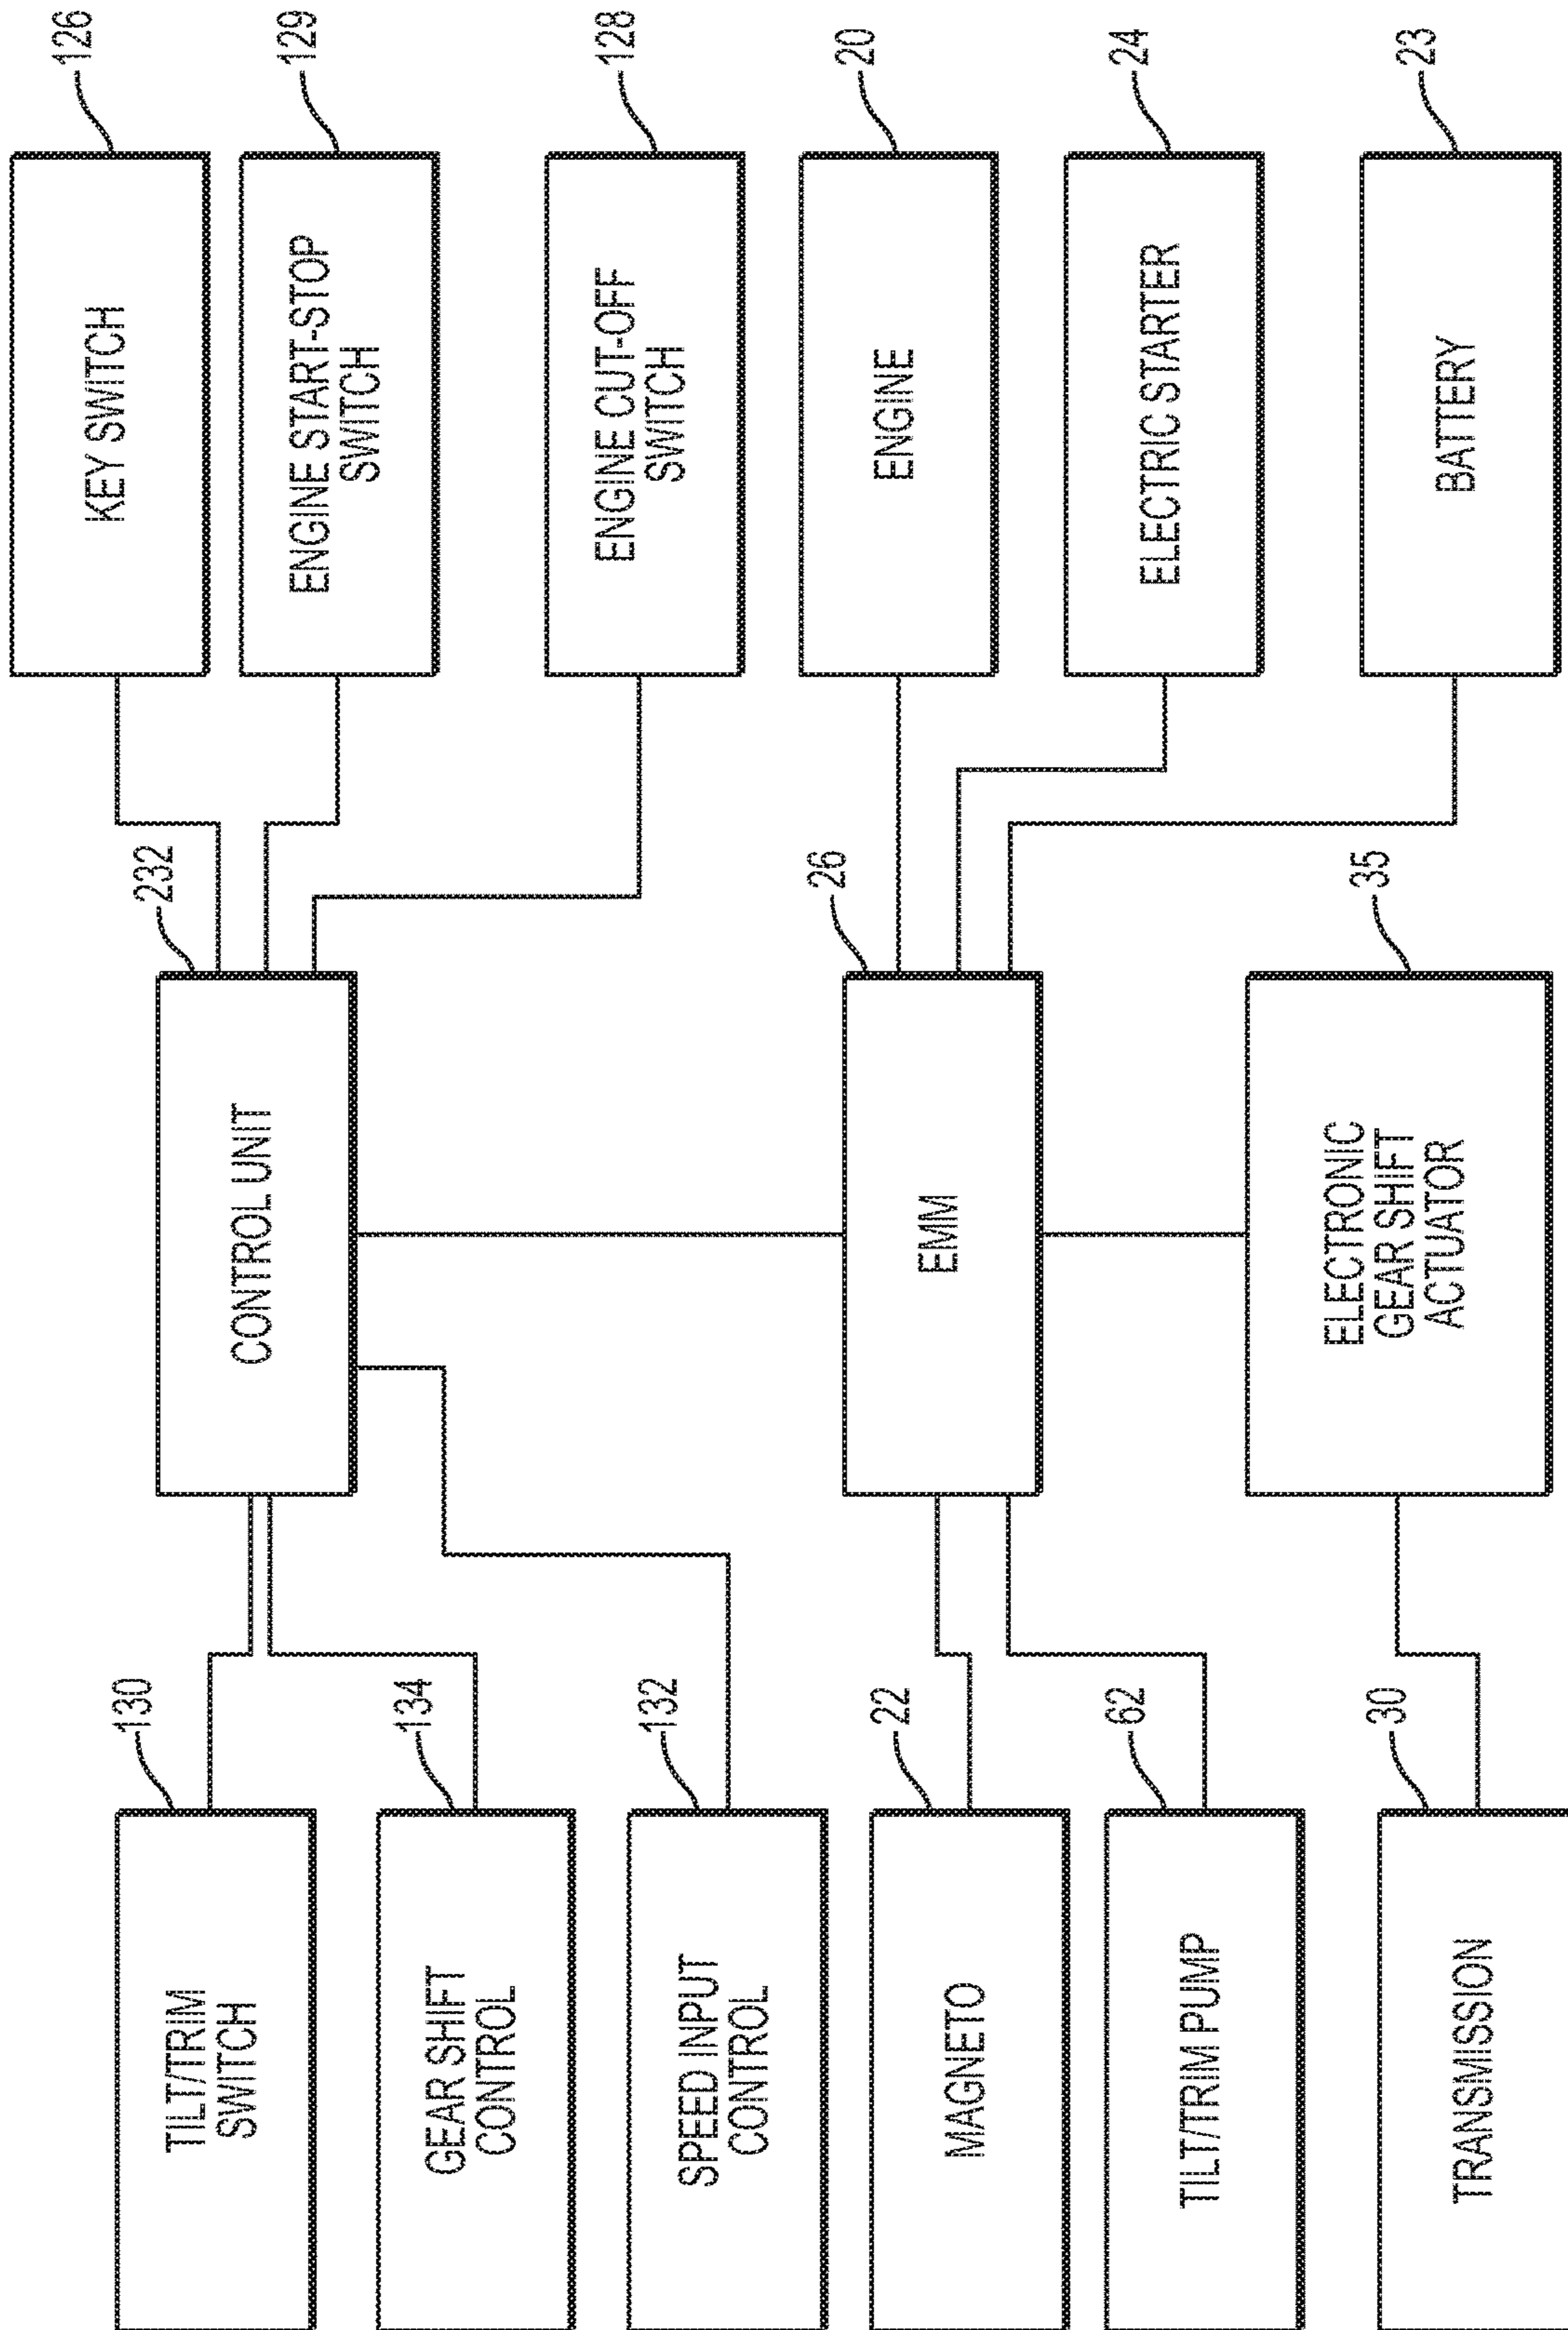 TILT/TRIM
SWITCH
130
GEAR SHIFT
CONTROL
134
SPEED INPUT
CONTROL
132
MAGNETO
22
TILT/TRIM PUMP
62
TRANSMISSION
30
CONTROL UNIT
232
EMM
26
ELECTRONIC
GEAR SHIFT
ACTUATOR
35
KEY SWITCH
126
ENGINE START-STOP
SWITCH
129
ENGINE CUT-OFF
SWITCH
128
ENGINE
20
ELECTRIC STARTER
24
BATTERY
23